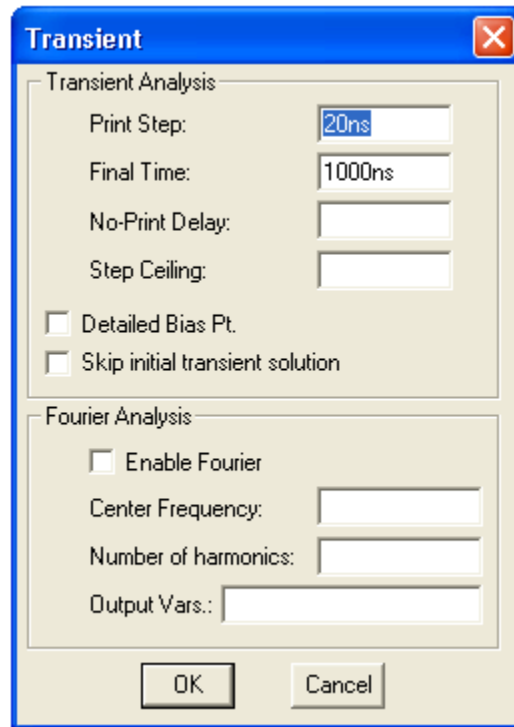 Transient
Transient Analysis
Print Step: 20ns
Final Time: 1000ns
No-Print Delay:
Step Ceiling:
Detailed Bias Pt.
Skip initial transient solution
Fourier Analysis
Enable Fourier
Center Frequency:
Number of harmonics:
Output Vars.:
OK Cancel